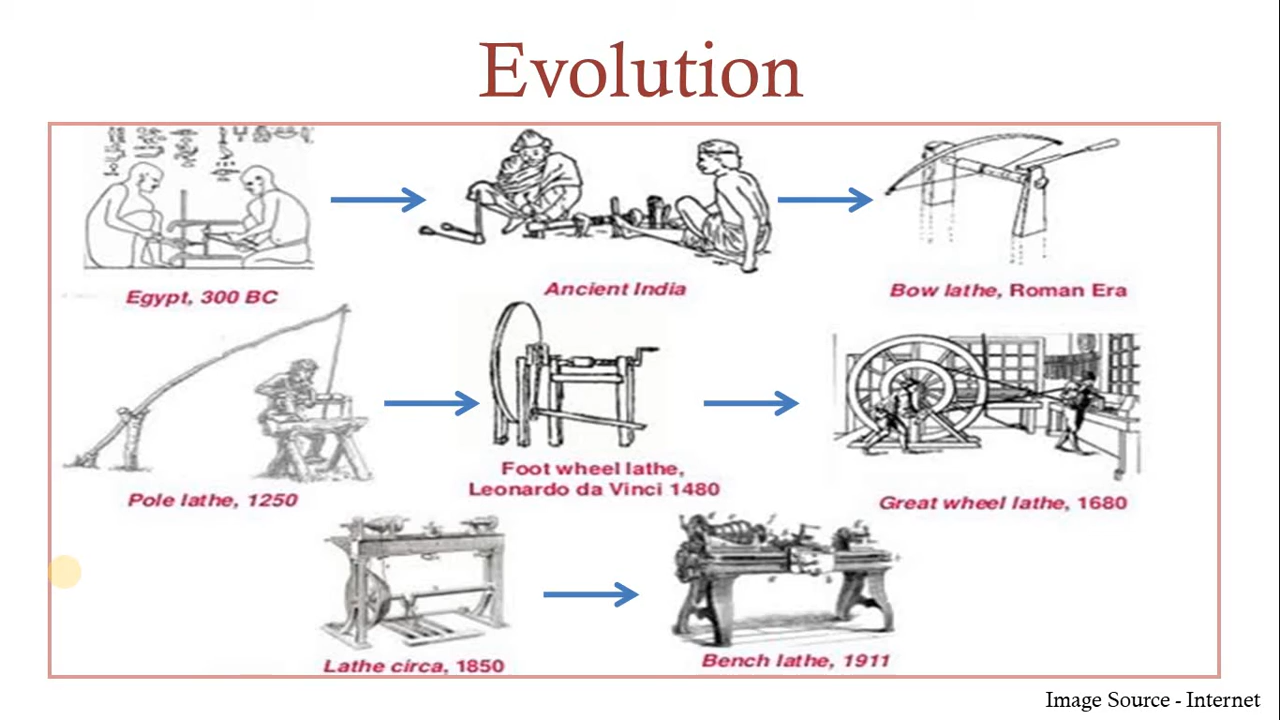 Evolution
Egypt, 300 BC
Ancient India
Bow lathe, Roman Era
Pole lathe, 1250
Foot wheel lathe,
Leonardo da Vinci 1480
Great wheel lathe, 1680
Lathe circa, 1850
Bench lathe, 1911
Image Source - Internet